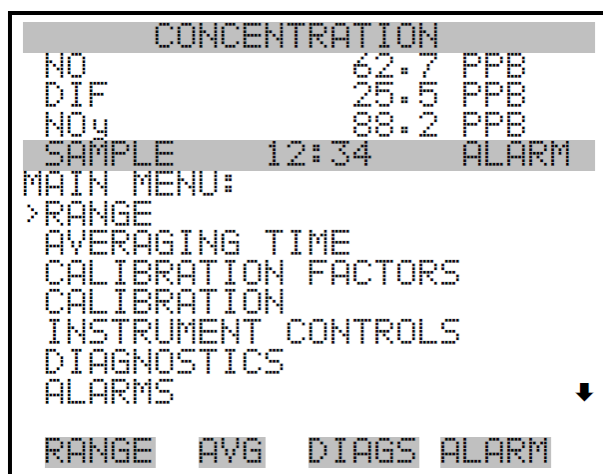 CONCENTRATION
NO 62.7 PPB
DIF 25.5 PPB
NOy 88.2 PPB
SAMPLE 12:34 ALARM
MAIN MENU:
>RANGE
AVERAGING TIME
CALIBRATION FACTORS
CALIBRATION
INSTRUMENT CONTROLS
DIAGNOSTICS
ALARMS
RANGE AVG DIAGS ALARM